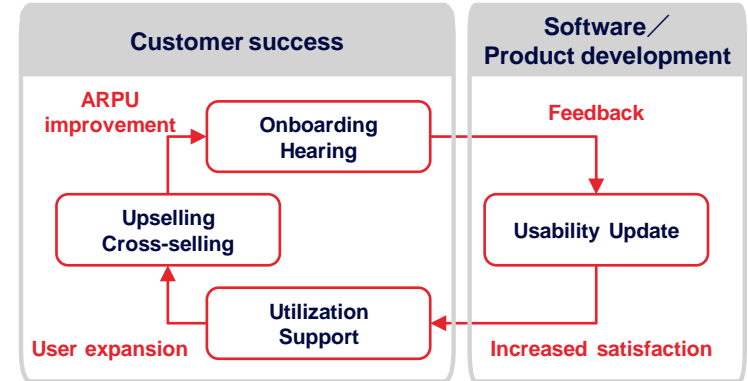 Customer success
Software／
Product development
ARPU
improvement
Onboarding
Hearing
Feedback
Upselling
Cross-selling
Usability Update
Utilization
Support
User expansion
Increased satisfaction